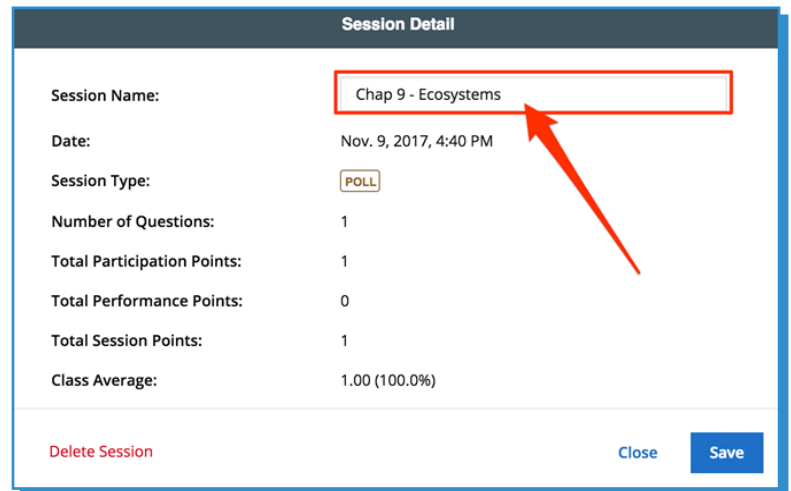 Session Detail
Session Name: Chap 9 - Ecosystems
Date: Nov. 9, 2017, 4:40 PM
Session Type: POLL
Number of Questions: 1
Total Participation Points: 1
Total Performance Points: 0
Total Session Points: 1
Class Average: 1.00 (100.0%)
Delete Session Close Save